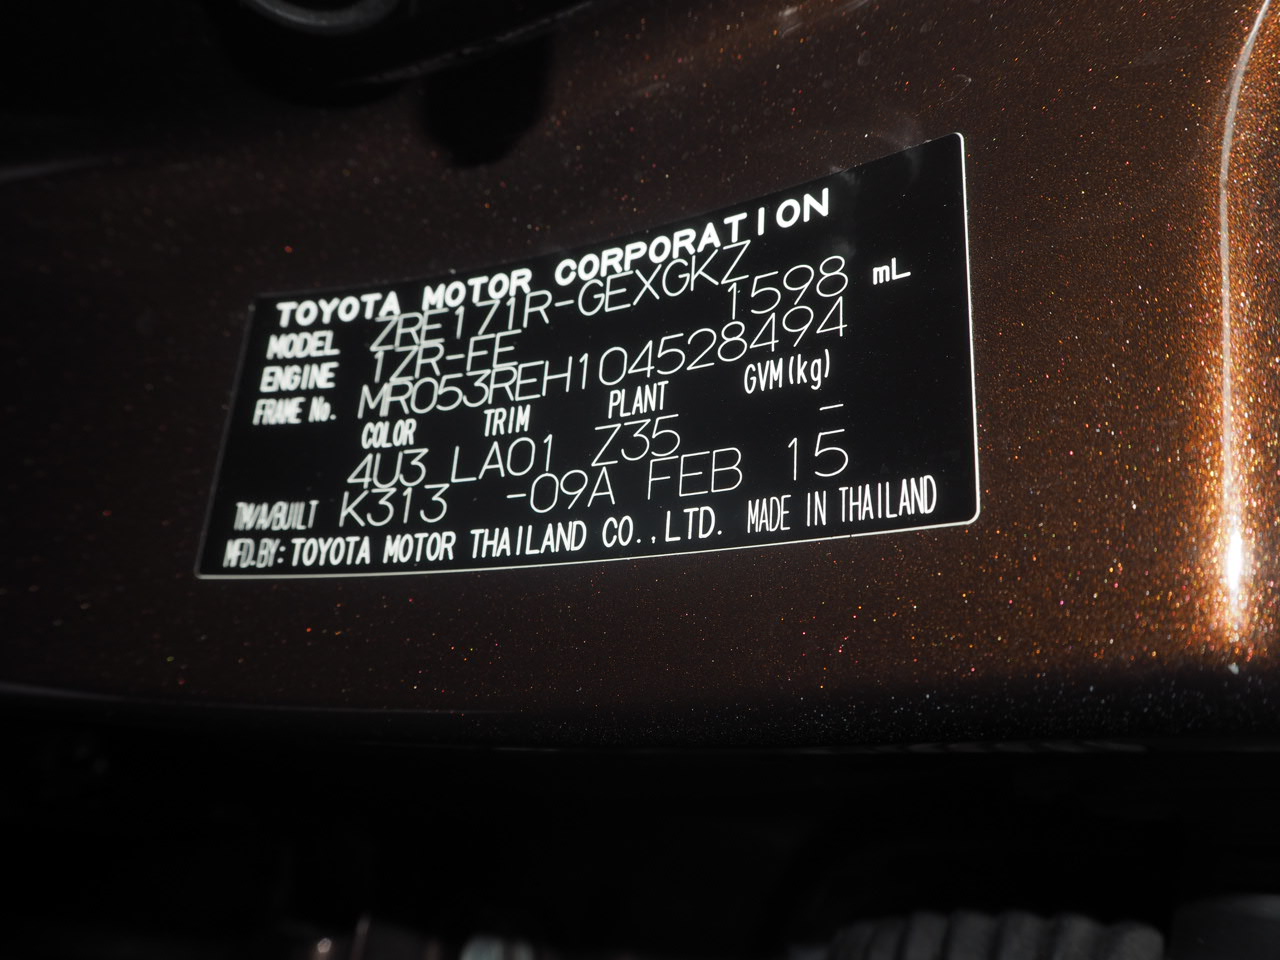 TOYOTA MOTOR CORPORATION
MODEL ZRE171R-GEXGKZ
ENGINE 1ZR-FE 1598 mL
FRAME No. MR053REH104528494
COLOR TRIM PLANT GVM(kg)
4U3 LA01 Z35 –
TM/A/BUILT K313 -09A FEB 15
MFD.BY: TOYOTA MOTOR THAILAND CO.,LTD. MADE IN THAILAND